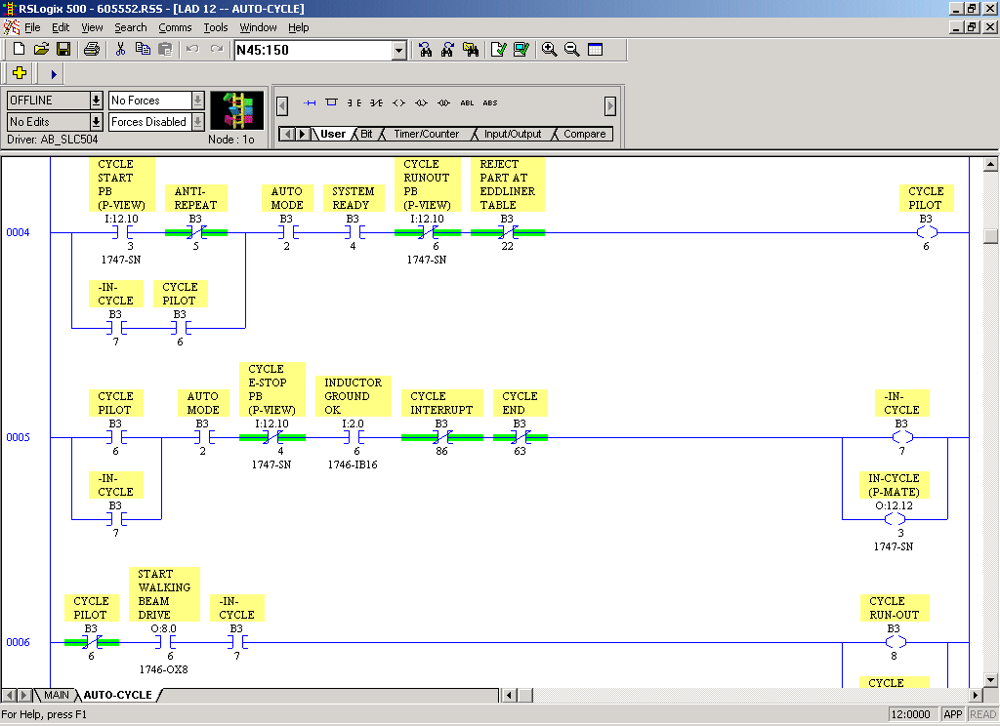 RSLogix 500 - 605552.RSS - [LAD 12 -- AUTO-CYCLE]
File Edit View Search Comms Tools Window Help
N45:150
OFFLINE No Forces
No Edits Forces Disabled
Driver: AB_SLC504 Node : 1o
ABL ABS
User Bit Timer/Counter Input/Output Compare
0004
CYCLE
START
PB
(P-VIEW)
I:12.10
3
1747-SN
ANTI-
REPEAT
B3
5
AUTO
MODE
B3
2
SYSTEM
READY
B3
4
CYCLE
RUNOUT
PB
(P-VIEW)
I:12.10
6
1747-SN
REJECT
PART AT
EDDLINER
TABLE
B3
22
CYCLE
PILOT
B3
6
-IN-
CYCLE
B3
7
CYCLE
PILOT
B3
6
0005
CYCLE
PILOT
B3
6
AUTO
MODE
B3
2
CYCLE
E-STOP
PB
(P-VIEW)
I:12.10
4
1747-SN
INDUCTOR
GROUND
OK
I:2.0
6
1746-IB16
CYCLE
INTERRUPT
B3
86
CYCLE
END
B3
63
-IN-
CYCLE
B3
7
-IN-
CYCLE
B3
7
IN-CYCLE
(P-MATE)
O:12.12
3
1747-SN
0006
CYCLE
PILOT
B3
6
START
WALKING
BEAM
DRIVE
O:8.0
6
1746-OX8
-IN-
CYCLE
B3
7
CYCLE
RUN-OUT
B3
8
CYCLE
MAIN AUTO-CYCLE
For Help, press F1 12:0000 APP READ